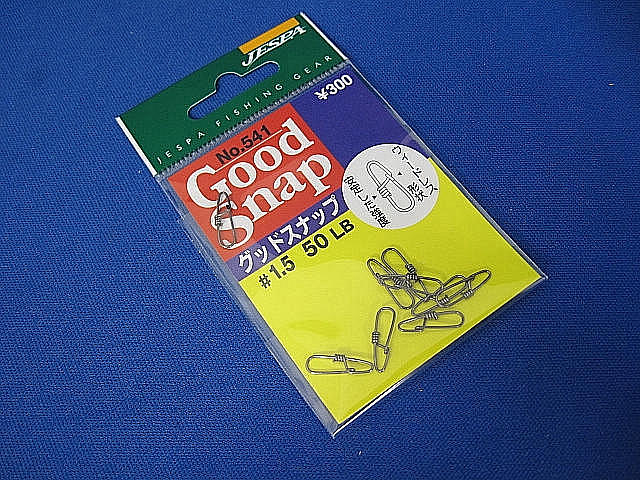 JESPA
JESPA FISHING GEAR
¥300
No.541
Good
Snap
グッドスナップ
#1.5 50 LB